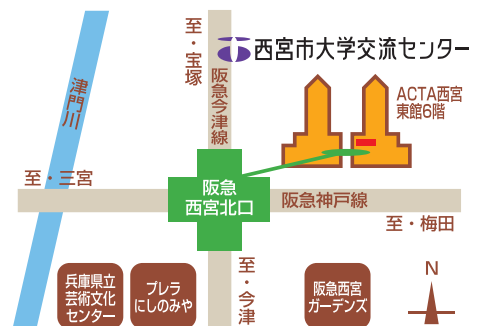 至・宝塚
西宮市大学交流センター
津門川
阪急今津線
ACTA西宮
東館6階
至・三宮
阪急
西宮北口
阪急神戸線
至・梅田
兵庫県立
芸術文化
センター
プレラ
にしのみや
至・今津
阪急西宮
ガーデンズ
N